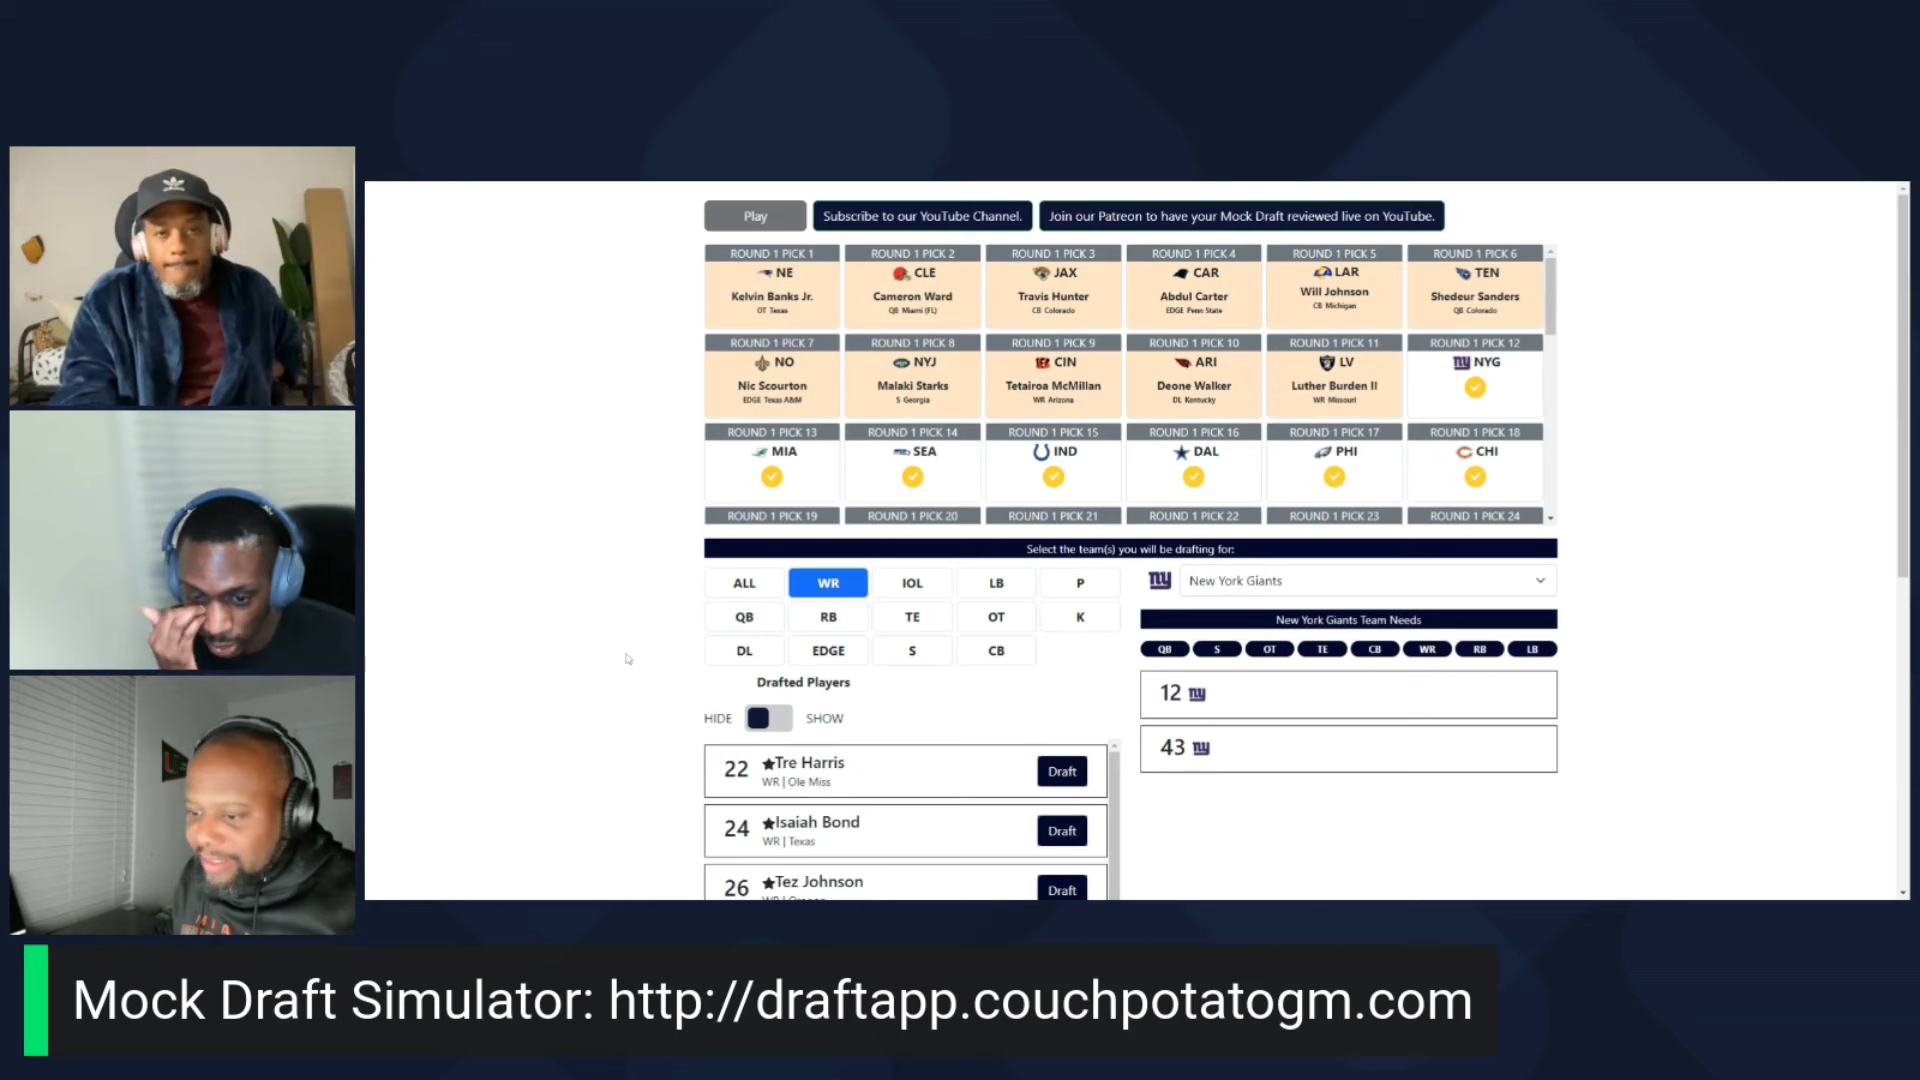 Play
Subscribe to our YouTube Channel.
Join our Patreon to have your Mock Draft reviewed live on YouTube.
ROUND 1 PICK 1 ROUND 1 PICK 2 ROUND 1 PICK 3 ROUND 1 PICK 4 ROUND 1 PICK 5 ROUND 1 PICK 6
NE CLE JAX CAR LAR TEN
Kelvin Banks Jr. Cameron Ward Travis Hunter Abdul Carter Will Johnson Shedeur Sanders
OT Texas QB Miami (FL) CB Colorado EDGE Penn State CB Michigan QB Colorado
ROUND 1 PICK 7 ROUND 1 PICK 8 ROUND 1 PICK 9 ROUND 1 PICK 10 ROUND 1 PICK 11 ROUND 1 PICK 12
NO NYJ CIN ARI LV NYG
Nic Scourton Malaki Starks Tetairoa McMillan Deone Walker Luther Burden II
EDGE Texas A&M S Georgia WR Arizona DL Kentucky WR Missouri
ROUND 1 PICK 13 ROUND 1 PICK 14 ROUND 1 PICK 15 ROUND 1 PICK 16 ROUND 1 PICK 17 ROUND 1 PICK 18
MIA SEA IND DAL PHI CHI
ROUND 1 PICK 19 ROUND 1 PICK 20 ROUND 1 PICK 21 ROUND 1 PICK 22 ROUND 1 PICK 23 ROUND 1 PICK 24
Select the team(s) you will be drafting for:
ALL WR IOL LB P
QB RB TE OT K
DL EDGE S CB
Drafted Players
HIDE SHOW
22 ★Tre Harris Draft
WR | Ole Miss
24 ★Isaiah Bond Draft
WR | Texas
26 ★Tez Johnson Draft
ny New York Giants
New York Giants Team Needs
QB S OT TE CB WR RB LB
12 ny
43 ny
Mock Draft Simulator: http://draftapp.couchpotatogm.com